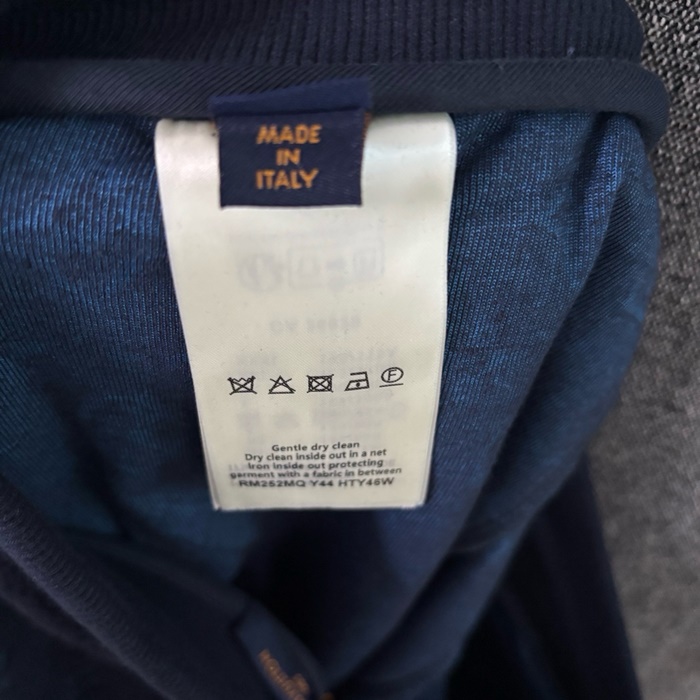 MADE
IN
ITALY
F
Gentle dry clean
Dry clean inside out in a net
Iron inside out protecting
garment with a fabric in between
RM252MQ Y44 HTY46W